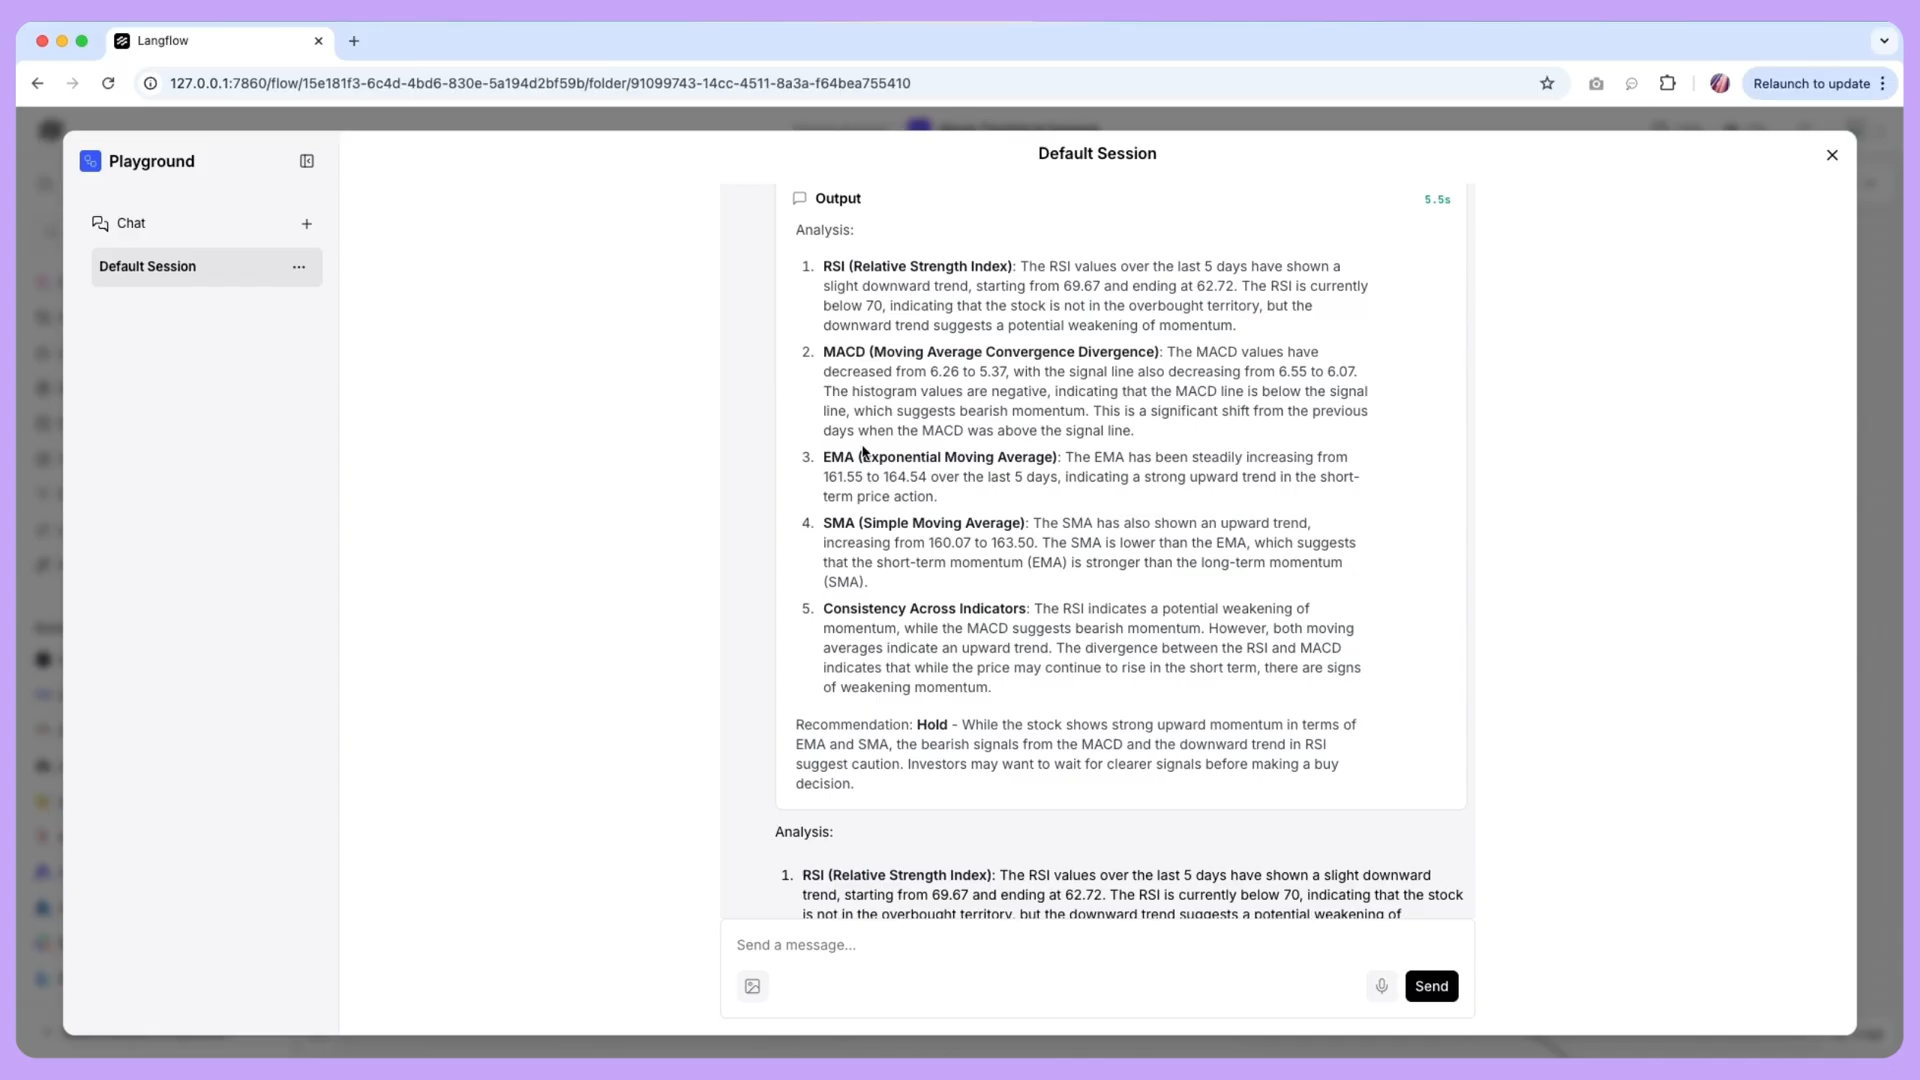 Langflow
127.0.0.1:7860/flow/15e181f3-6c4d-4bd6-830e-5a194d2bf59b/folder/91099743-14cc-4511-8a3a-f64bea755410
Relaunch to update
Playground
Default Session
Chat
Default Session
Output
5.5s
Analysis:
1. RSI (Relative Strength Index): The RSI values over the last 5 days have shown a
slight downward trend, starting from 69.67 and ending at 62.72. The RSI is currently
below 70, indicating that the stock is not in the overbought territory, but the
downward trend suggests a potential weakening of momentum.
2. MACD (Moving Average Convergence Divergence): The MACD values have
decreased from 6.26 to 5.37, with the signal line also decreasing from 6.55 to 6.07.
The histogram values are negative, indicating that the MACD line is below the signal
line, which suggests bearish momentum. This is a significant shift from the previous
days when the MACD was above the signal line.
3. EMA (Exponential Moving Average): The EMA has been steadily increasing from
161.55 to 164.54 over the last 5 days, indicating a strong upward trend in the short-
term price action.
4. SMA (Simple Moving Average): The SMA has also shown an upward trend,
increasing from 160.07 to 163.50. The SMA is lower than the EMA, which suggests
that the short-term momentum (EMA) is stronger than the long-term momentum
(SMA).
5. Consistency Across Indicators: The RSI indicates a potential weakening of
momentum, while the MACD suggests bearish momentum. However, both moving
averages indicate an upward trend. The divergence between the RSI and MACD
indicates that while the price may continue to rise in the short term, there are signs
of weakening momentum.
Recommendation: Hold - While the stock shows strong upward momentum in terms of
EMA and SMA, the bearish signals from the MACD and the downward trend in RSI
suggest caution. Investors may want to wait for clearer signals before making a buy
decision.
Analysis:
1. RSI (Relative Strength Index): The RSI values over the last 5 days have shown a slight downward
trend, starting from 69.67 and ending at 62.72. The RSI is currently below 70, indicating that the stock
is not in the overbought territory, but the downward trend suggests a potential weakening of
Send a message...
Send